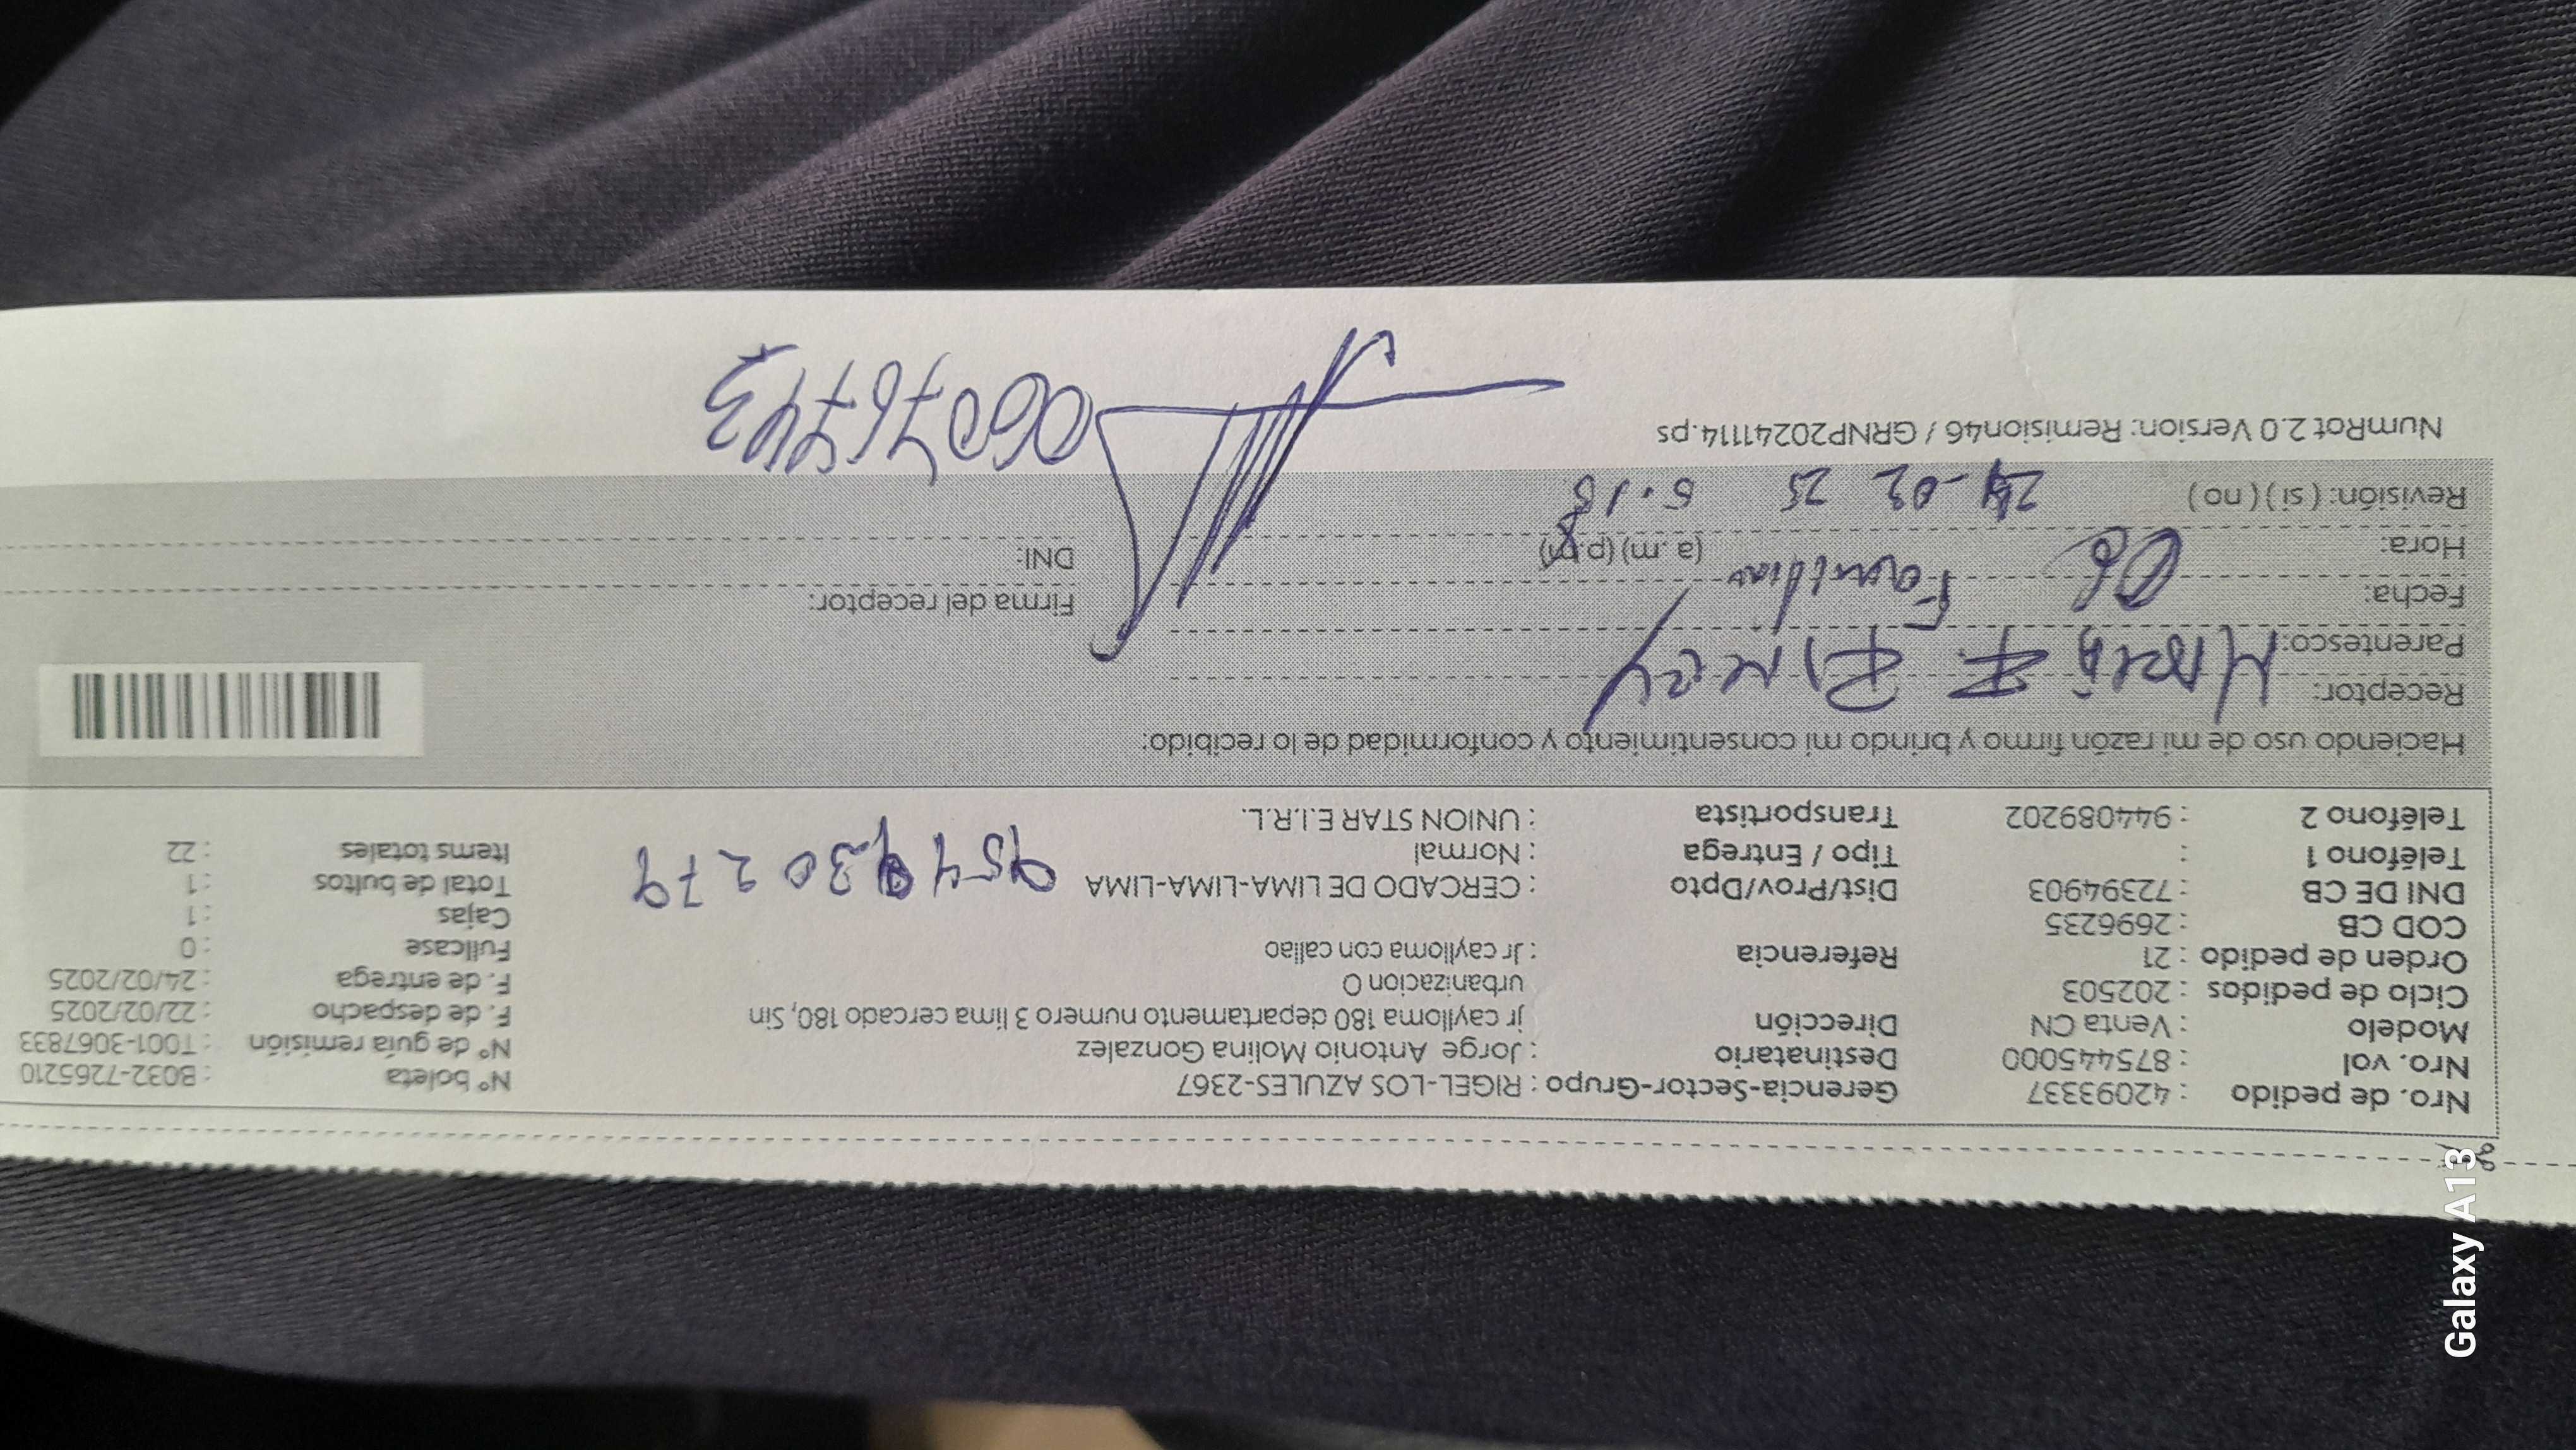 Nro. de pedido : 42093337 Gerencia-Sector-Grupo : RIGEL-LOS AZULES-2367 N° boleta : B032-7265210
Nro. vol : 875445000 Destinatario : Jorge Antonio Molina Gonzalez N° de guía remisión : T001-3067833
Modelo : Venta CN Dirección jr caylloma 180 departamento numero 3 lima cercado 180, Sin F. de despacho : 22/02/2025
Ciclo de pedidos : 202503 urbanizacion O F. de entrega : 24/02/2025
Orden de pedido : 21 Referencia : Jr caylloma con callao Fullcase : 0
COD CB : 2696235 Cajas : 1
DNI DE CB : 72394903 Dist/Prov/Dpto : CERCADO DE LIMA-LIMA-LIMA Total de bultos : 1
Teléfono 1 : Tipo / Entrega : Normal Items totales : 22
Teléfono 2 : 944089202 Transportista : UNION STAR E.I.R.L.
Haciendo uso de mi razón firmo y brindo mi consentimiento y conformidad de lo recibido:
Receptor:
Parentesco:
Fecha: Familiar Firma del receptor:
Hora: (a. m) (p.m) DNI:
Revisión: ( si ) ( no ) 24-02 25 5.18
NumRot 2.0 Version: Remision46 / GRNP20241114.ps
Galaxy A13